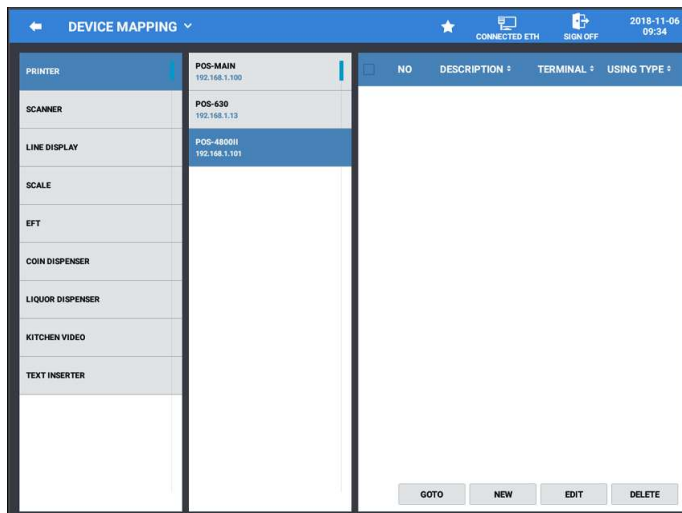 DEVICE MAPPING
CONNECTED ETH
SIGN OFF
2018-11-06
09:34
PRINTER
SCANNER
LINE DISPLAY
SCALE
EFT
COIN DISPENSER
LIQUOR DISPENSER
KITCHEN VIDEO
TEXT INSERTER
POS-MAIN
192.168.1.100
POS-630
192.168.1.13
POS-4800II
192.168.1.101
NO DESCRIPTION TERMINAL USING TYPE
GOTO NEW EDIT DELETE